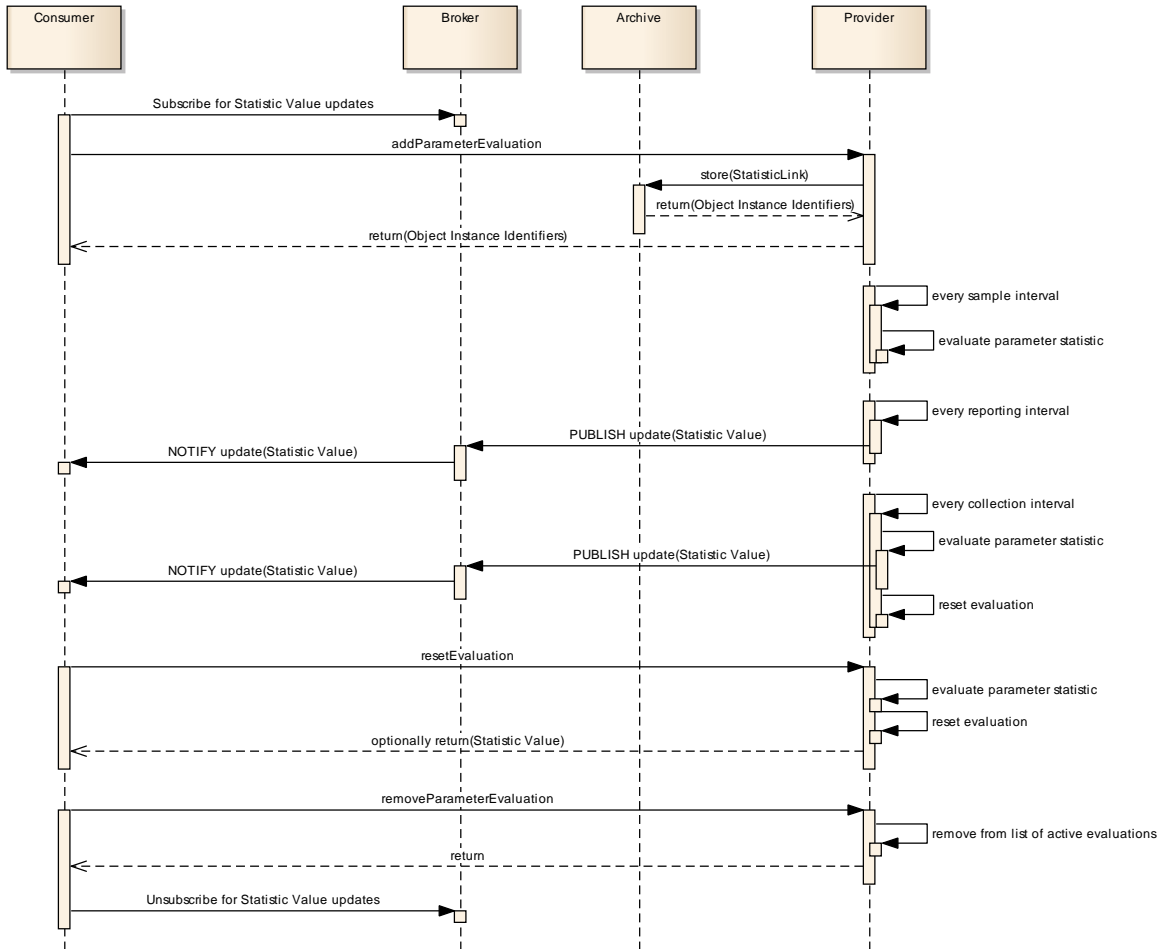 Consumer
Broker
Archive
Provider
Subscribe for Statistic Value updates
addParameterEvaluation
store(StatisticLink)
return(Object Instance Identifiers)
return(Object Instance Identifiers)
every sample interval
evaluate parameter statistic
every reporting interval
PUBLISH update(Statistic Value)
NOTIFY update(Statistic Value)
every collection interval
evaluate parameter statistic
PUBLISH update(Statistic Value)
NOTIFY update(Statistic Value)
reset evaluation
resetEvaluation
evaluate parameter statistic
reset evaluation
optionally return(Statistic Value)
removeParameterEvaluation
remove from list of active evaluations
return
Unsubscribe for Statistic Value updates